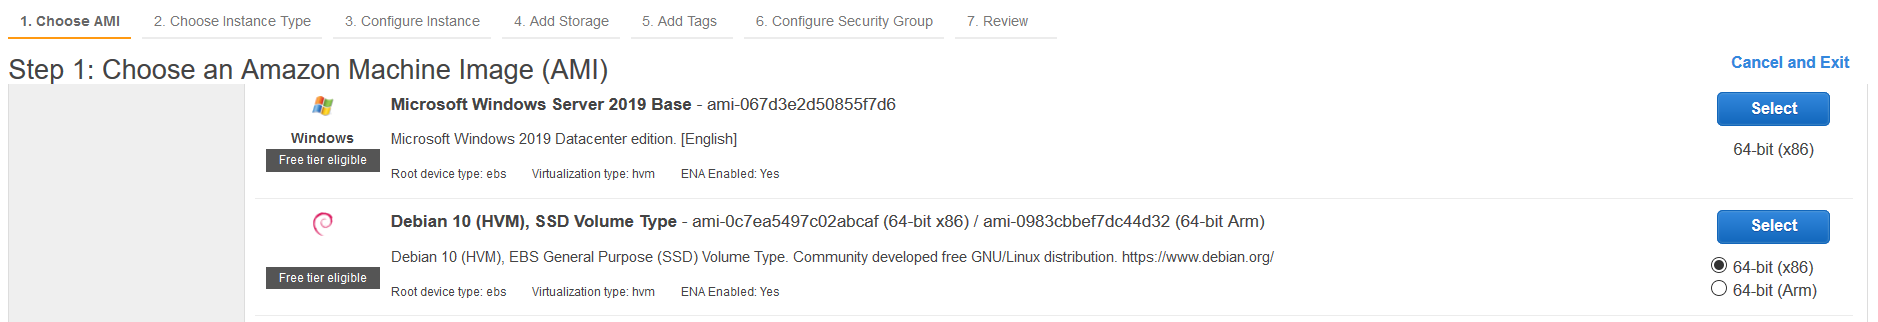 1. Choose AMI 2. Choose Instance Type 3. Configure Instance 4. Add Storage 5. Add Tags 6. Configure Security Group 7. Review
Step 1: Choose an Amazon Machine Image (AMI) Cancel and Exit
Microsoft Windows Server 2019 Base - ami-067d3e2d50855f7d6 Select
Windows Microsoft Windows 2019 Datacenter edition. [English]
64-bit (x86)
Free tier eligible
Root device type: ebs Virtualization type: hvm ENA Enabled: Yes
Debian 10 (HVM), SSD Volume Type - ami-0c7ea5497c02abcaf (64-bit x86) / ami-0983cbbef7dc44d32 (64-bit Arm) Select
Debian 10 (HVM), EBS General Purpose (SSD) Volume Type. Community developed free GNU/Linux distribution. https://www.debian.org/
64-bit (x86)
Free tier eligible
Root device type: ebs Virtualization type: hvm ENA Enabled: Yes 64-bit (Arm)